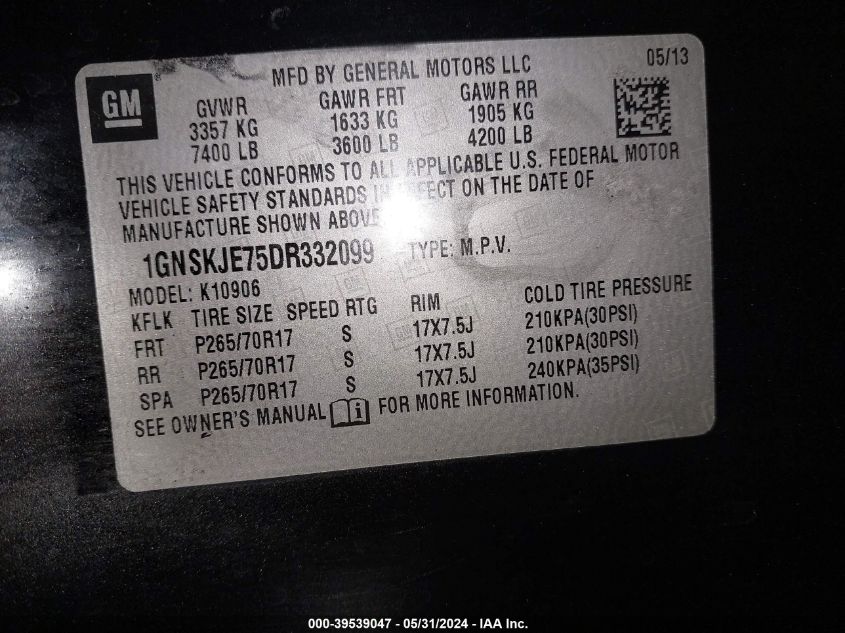 05/13
MFD BY GENERAL MOTORS LLC
GM
GVWR GAWR FRT GAWR RR
3357 KG 1633 KG 1905 KG
7400 LB 3600 LB 4200 LB
THIS VEHICLE CONFORMS TO ALL APPLICABLE U.S. FEDERAL MOTOR
VEHICLE SAFETY STANDARDS IN EFFECT ON THE DATE OF
MANUFACTURE SHOWN ABOVE
1GNSKJE75DR332099 TYPE: M.P.V.
MODEL: K10906
KFLK TIRE SIZE SPEED RTG RIM COLD TIRE PRESSURE
FRT P265/70R17 S 17X7.5J 210KPA(30PSI)
RR P265/70R17 S 17X7.5J 210KPA(30PSI)
SPA P265/70R17 S 17X7.5J 240KPA(35PSI)
SEE OWNER'S MANUAL i FOR MORE INFORMATION.
000-39539047 - 05/31/2024 - IAA Inc.